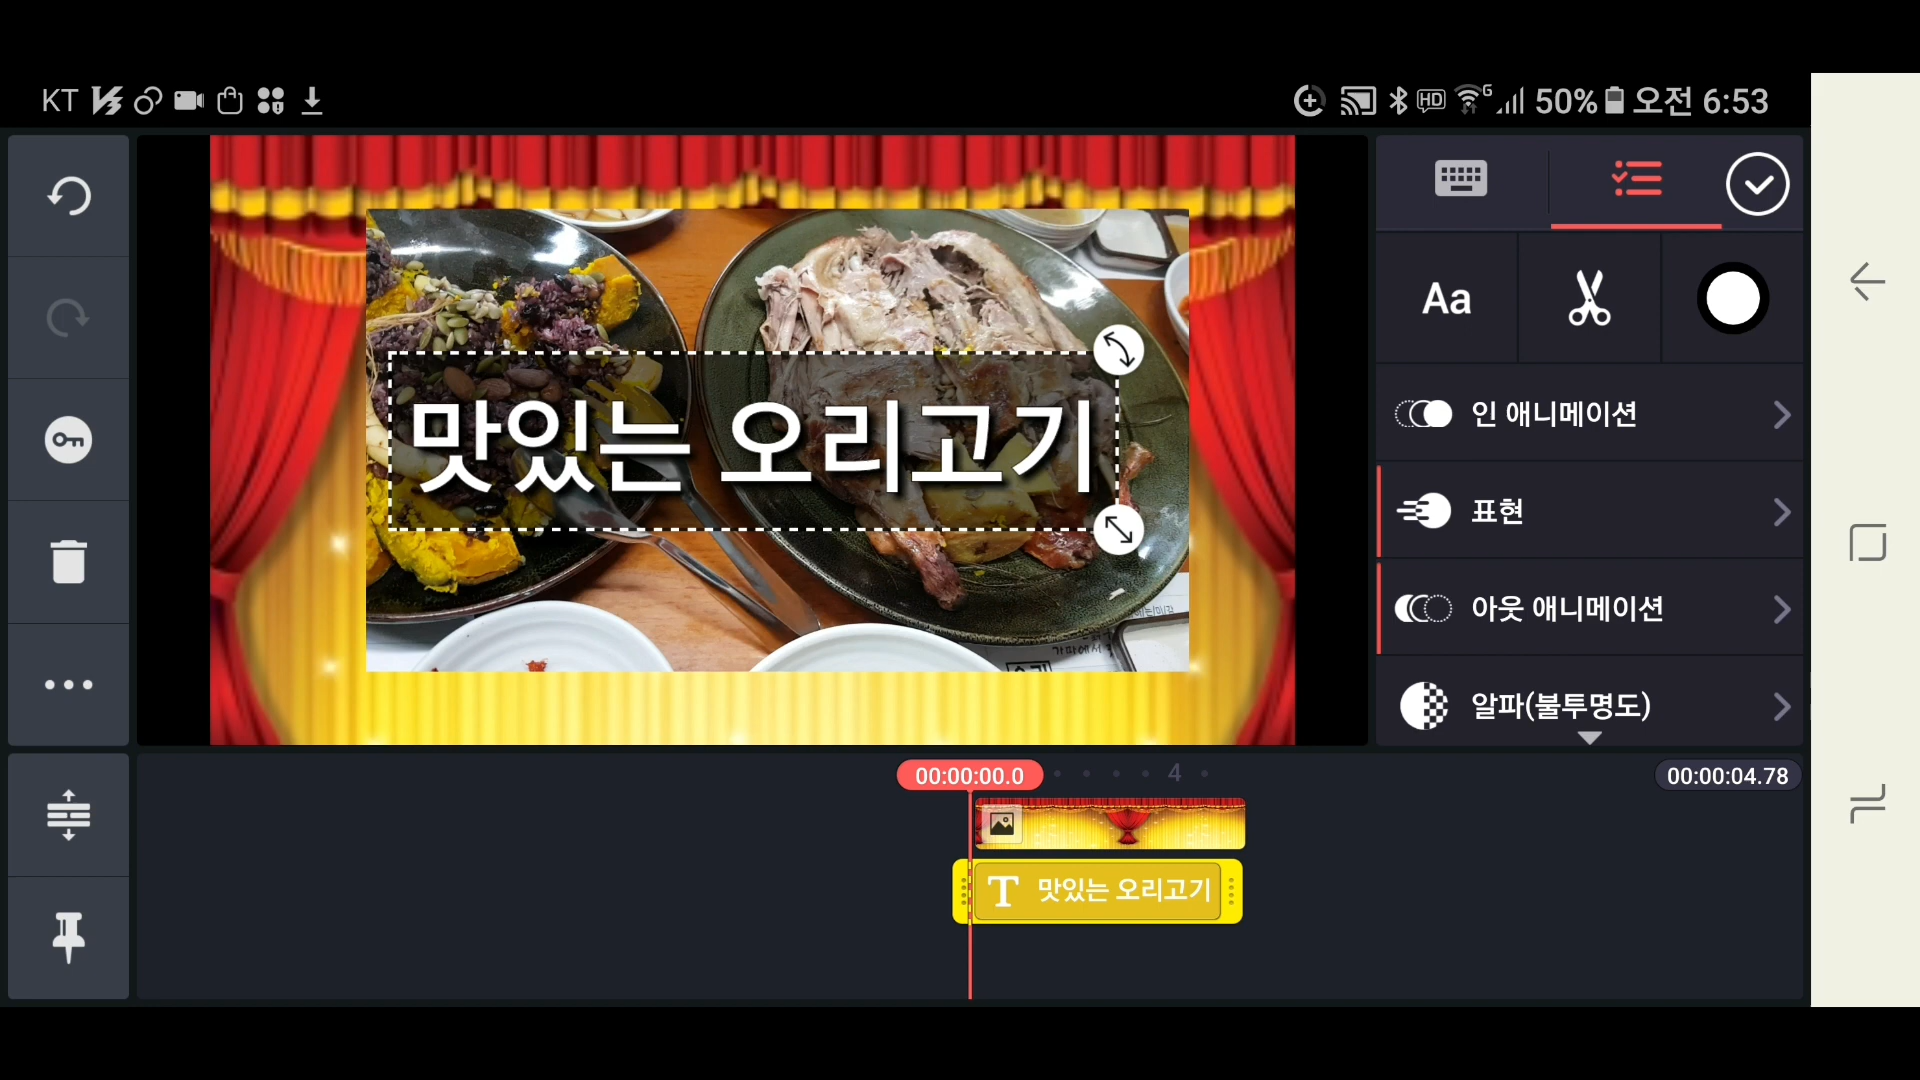 KT
HD
G
50%
오전 6:53
맛있는 오리고기
Aa
인 애니메이션
표현
아웃 애니메이션
알파(불투명도)
00:00:00.0
4
00:00:04.78
T 맛있는 오리고기